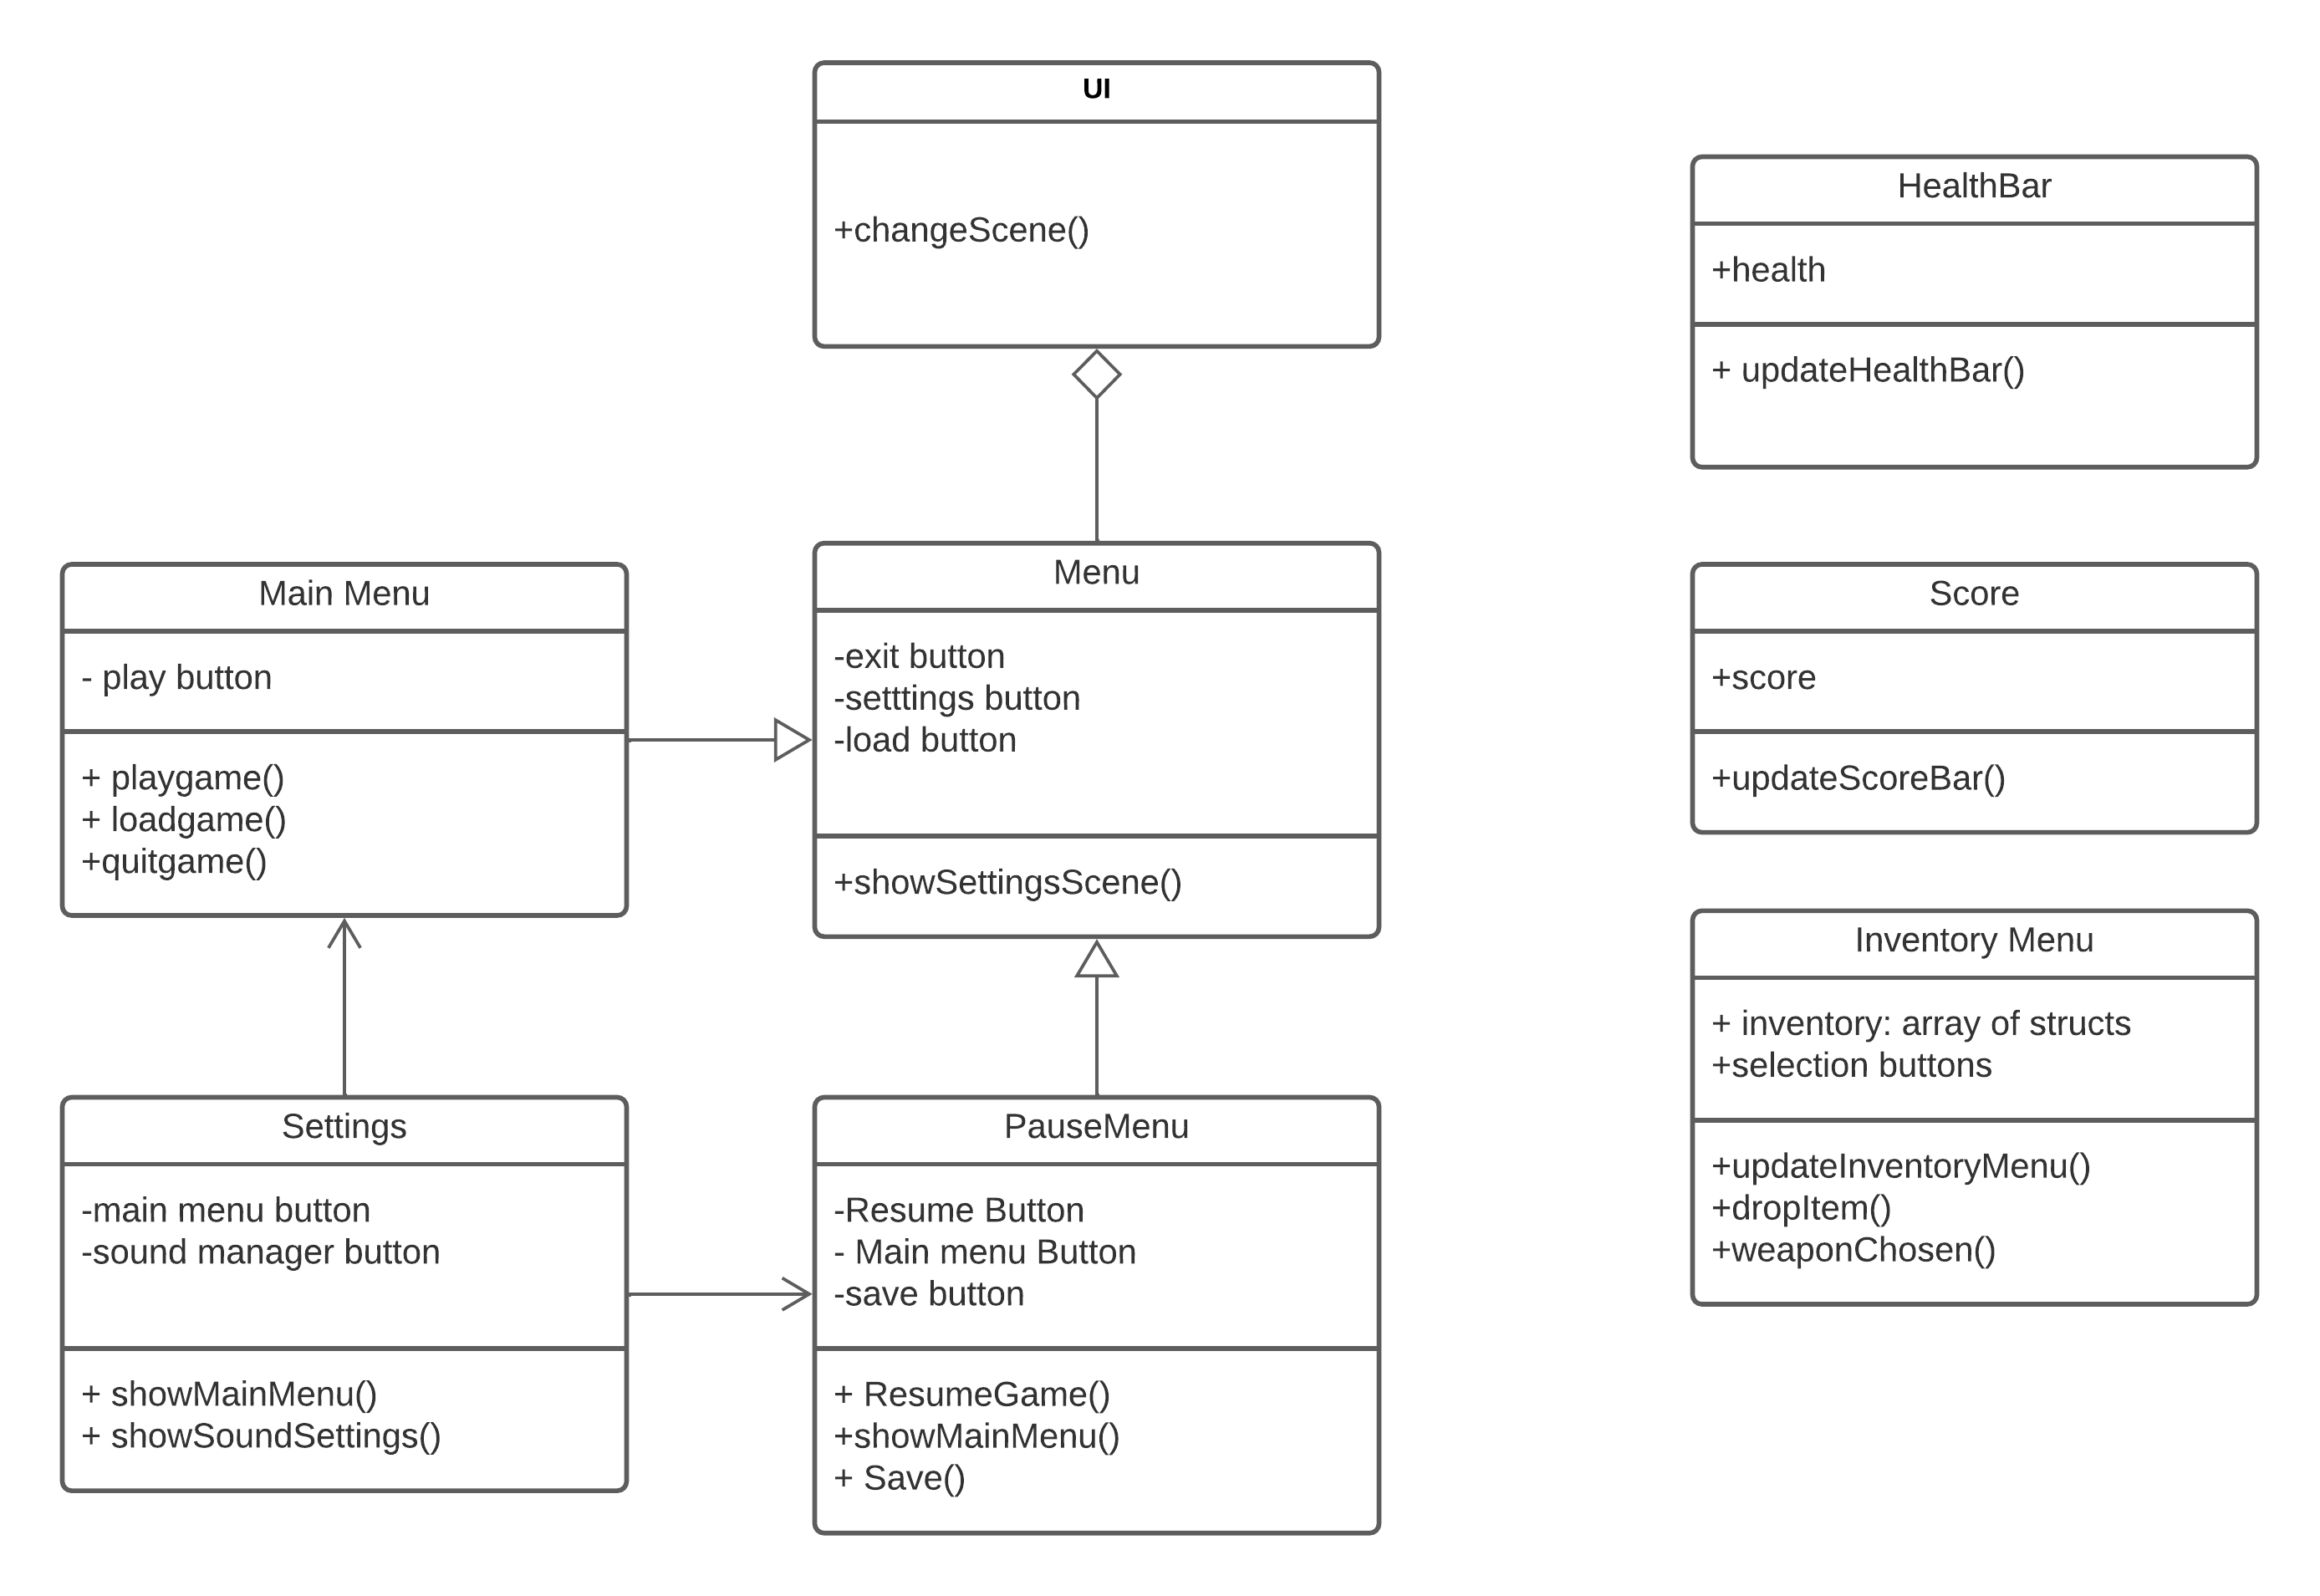 UI
+changeScene()
HealthBar
+health
+ updateHealthBar()
Main Menu
- play button
+ playgame()
+ loadgame()
+quitgame()
Menu
-exit button
-setttings button
-load button
+showSettingsScene()
Score
+score
+updateScoreBar()
Inventory Menu
+ inventory: array of structs
+selection buttons
+updateInventoryMenu()
+dropItem()
+weaponChosen()
Settings
-main menu button
-sound manager button
+ showMainMenu()
+ showSoundSettings()
PauseMenu
-Resume Button
- Main menu Button
-save button
+ ResumeGame()
+showMainMenu()
+ Save()